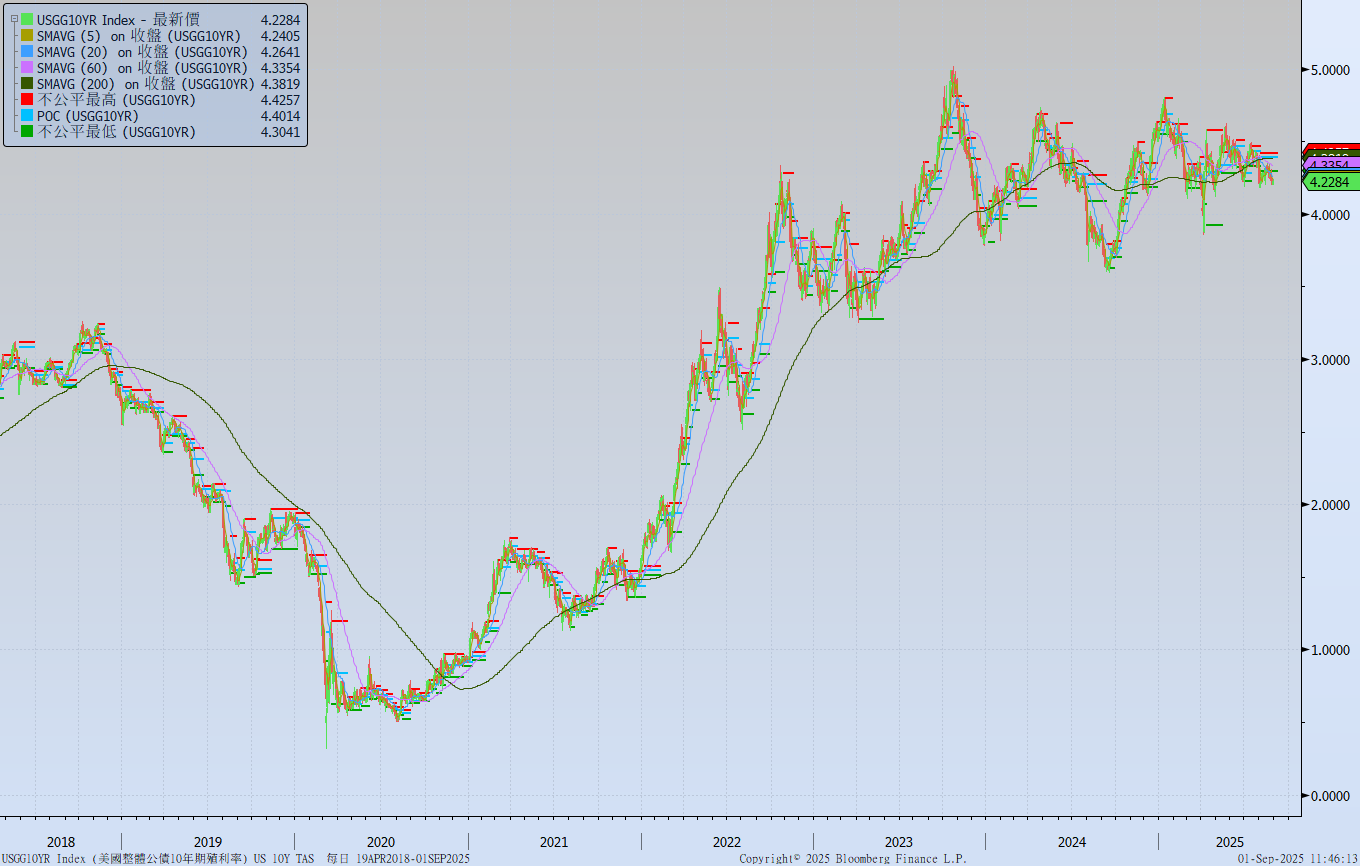 USGG10YR Index - 最新價 4.2284
SMAVG (5) on 收盤 (USGG10YR) 4.2405
SMAVG (20) on 收盤 (USGG10YR) 4.2641
SMAVG (60) on 收盤 (USGG10YR) 4.3354
SMAVG (200) on 收盤 (USGG10YR) 4.3819
不公平最高 (USGG10YR) 4.4257
POC (USGG10YR) 4.4014
不公平最低 (USGG10YR) 4.3041
5.0000
4.3354
4.2284
4.0000
3.0000
2.0000
1.0000
0.0000
2018 2019 2020 2021 2022 2023 2024 2025
USGG10YR Index (美國整體公債10年期殖利率) US 10Y TAS 每日 19APR2018-01SEP2025 Copyright© 2025 Bloomberg Finance L.P. 01-Sep-2025 11:46:13